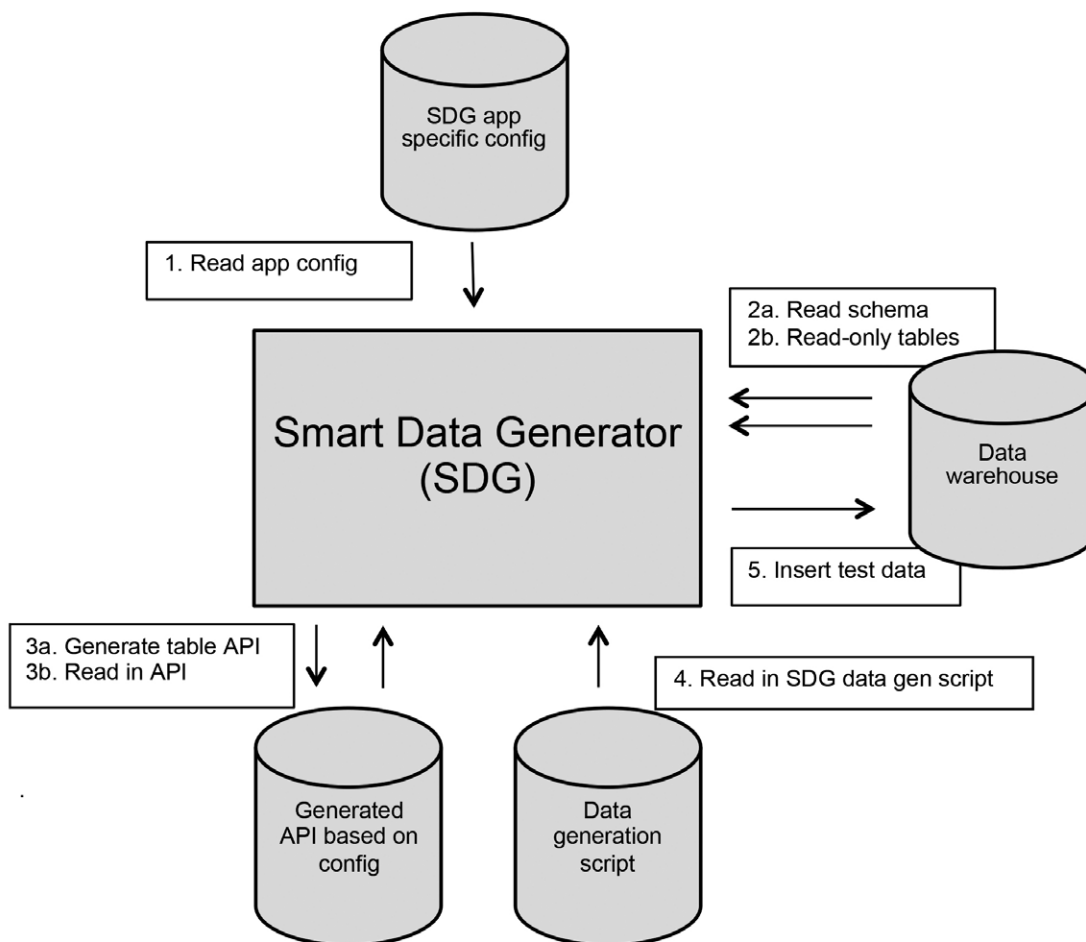 SDG app
specific config
1. Read app config
2a. Read schema
2b. Read-only tables
Smart Data Generator
(SDG)
Data
warehouse
5. Insert test data
3a. Generate table API
3b. Read in API
4. Read in SDG data gen script
Generated
API based on
config
Data
generation
script
.